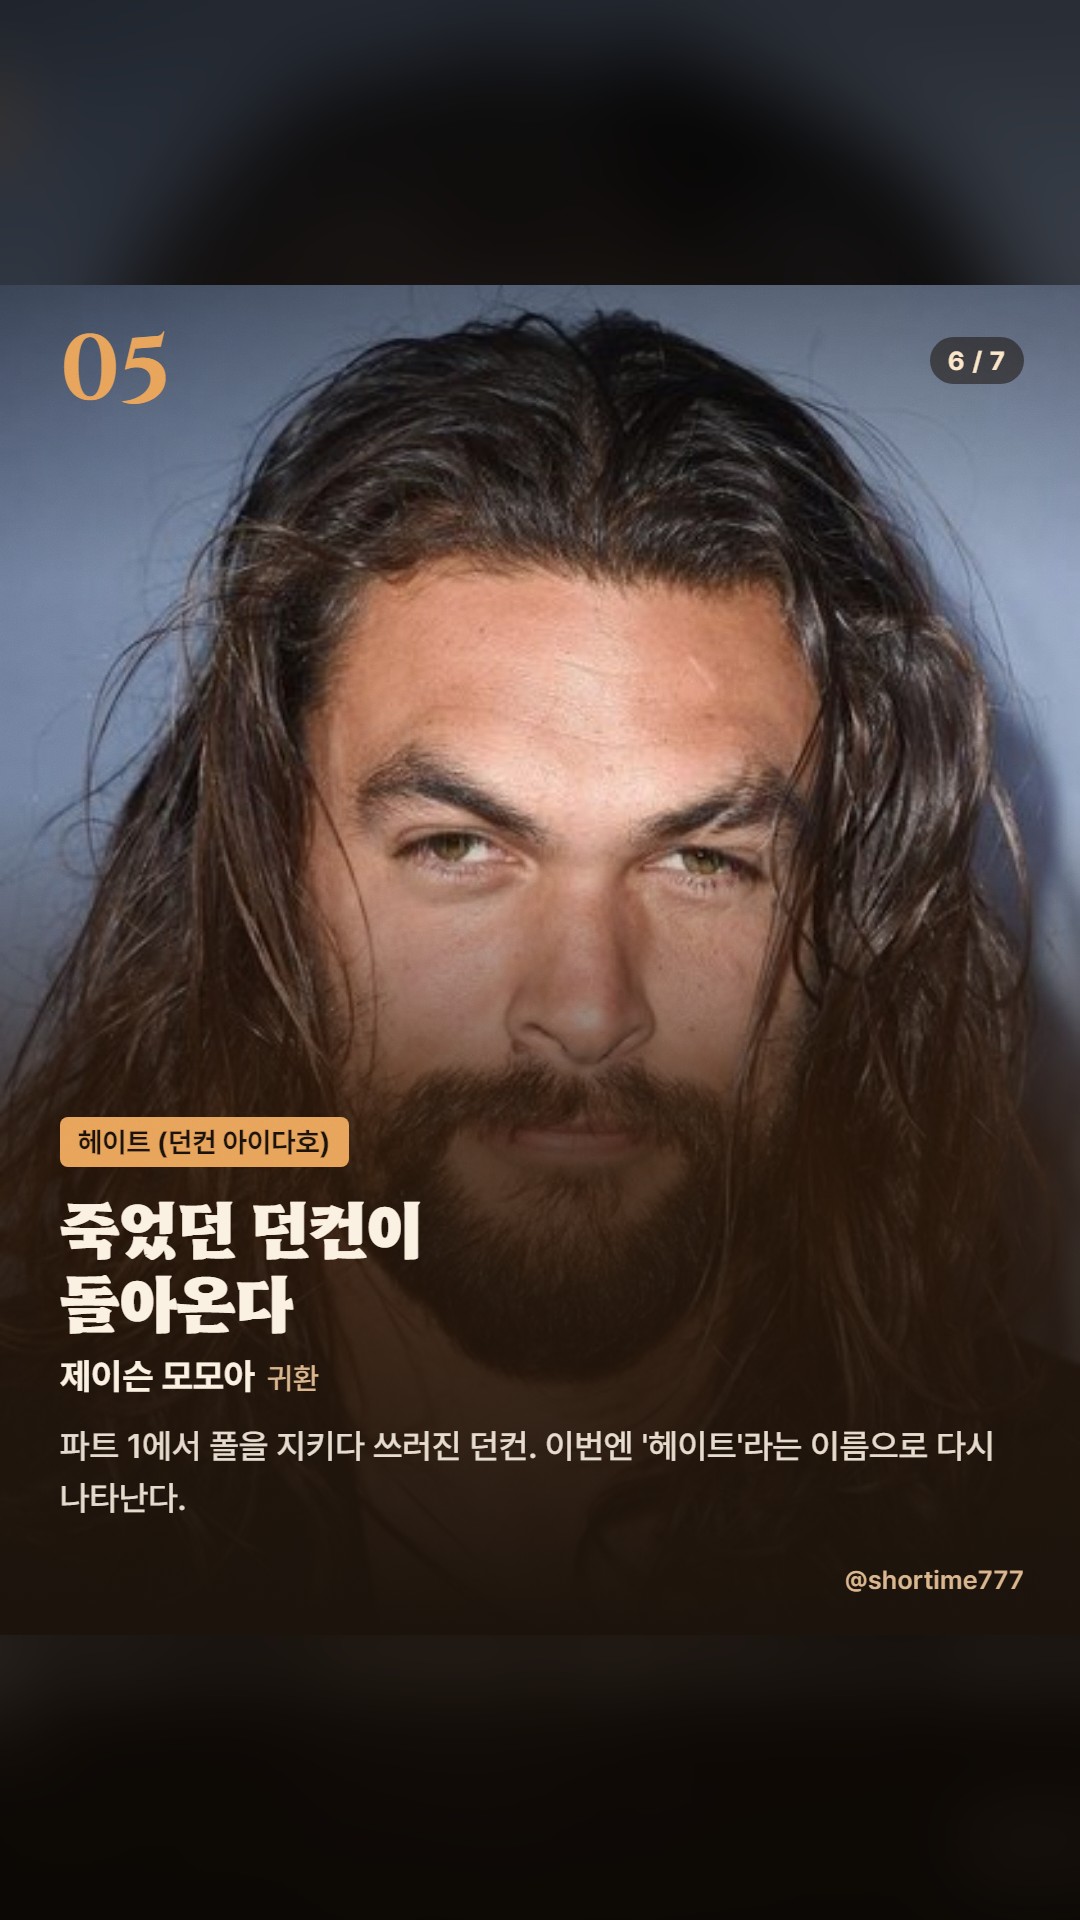 05
6 / 7
헤이트 (던컨 아이다호)
죽었던 던컨이
돌아온다
제이슨 모모아 귀환
파트 1에서 폴을 지키다 쓰러진 던컨. 이번엔 '헤이트'라는 이름으로 다시
나타난다.
@shortime777